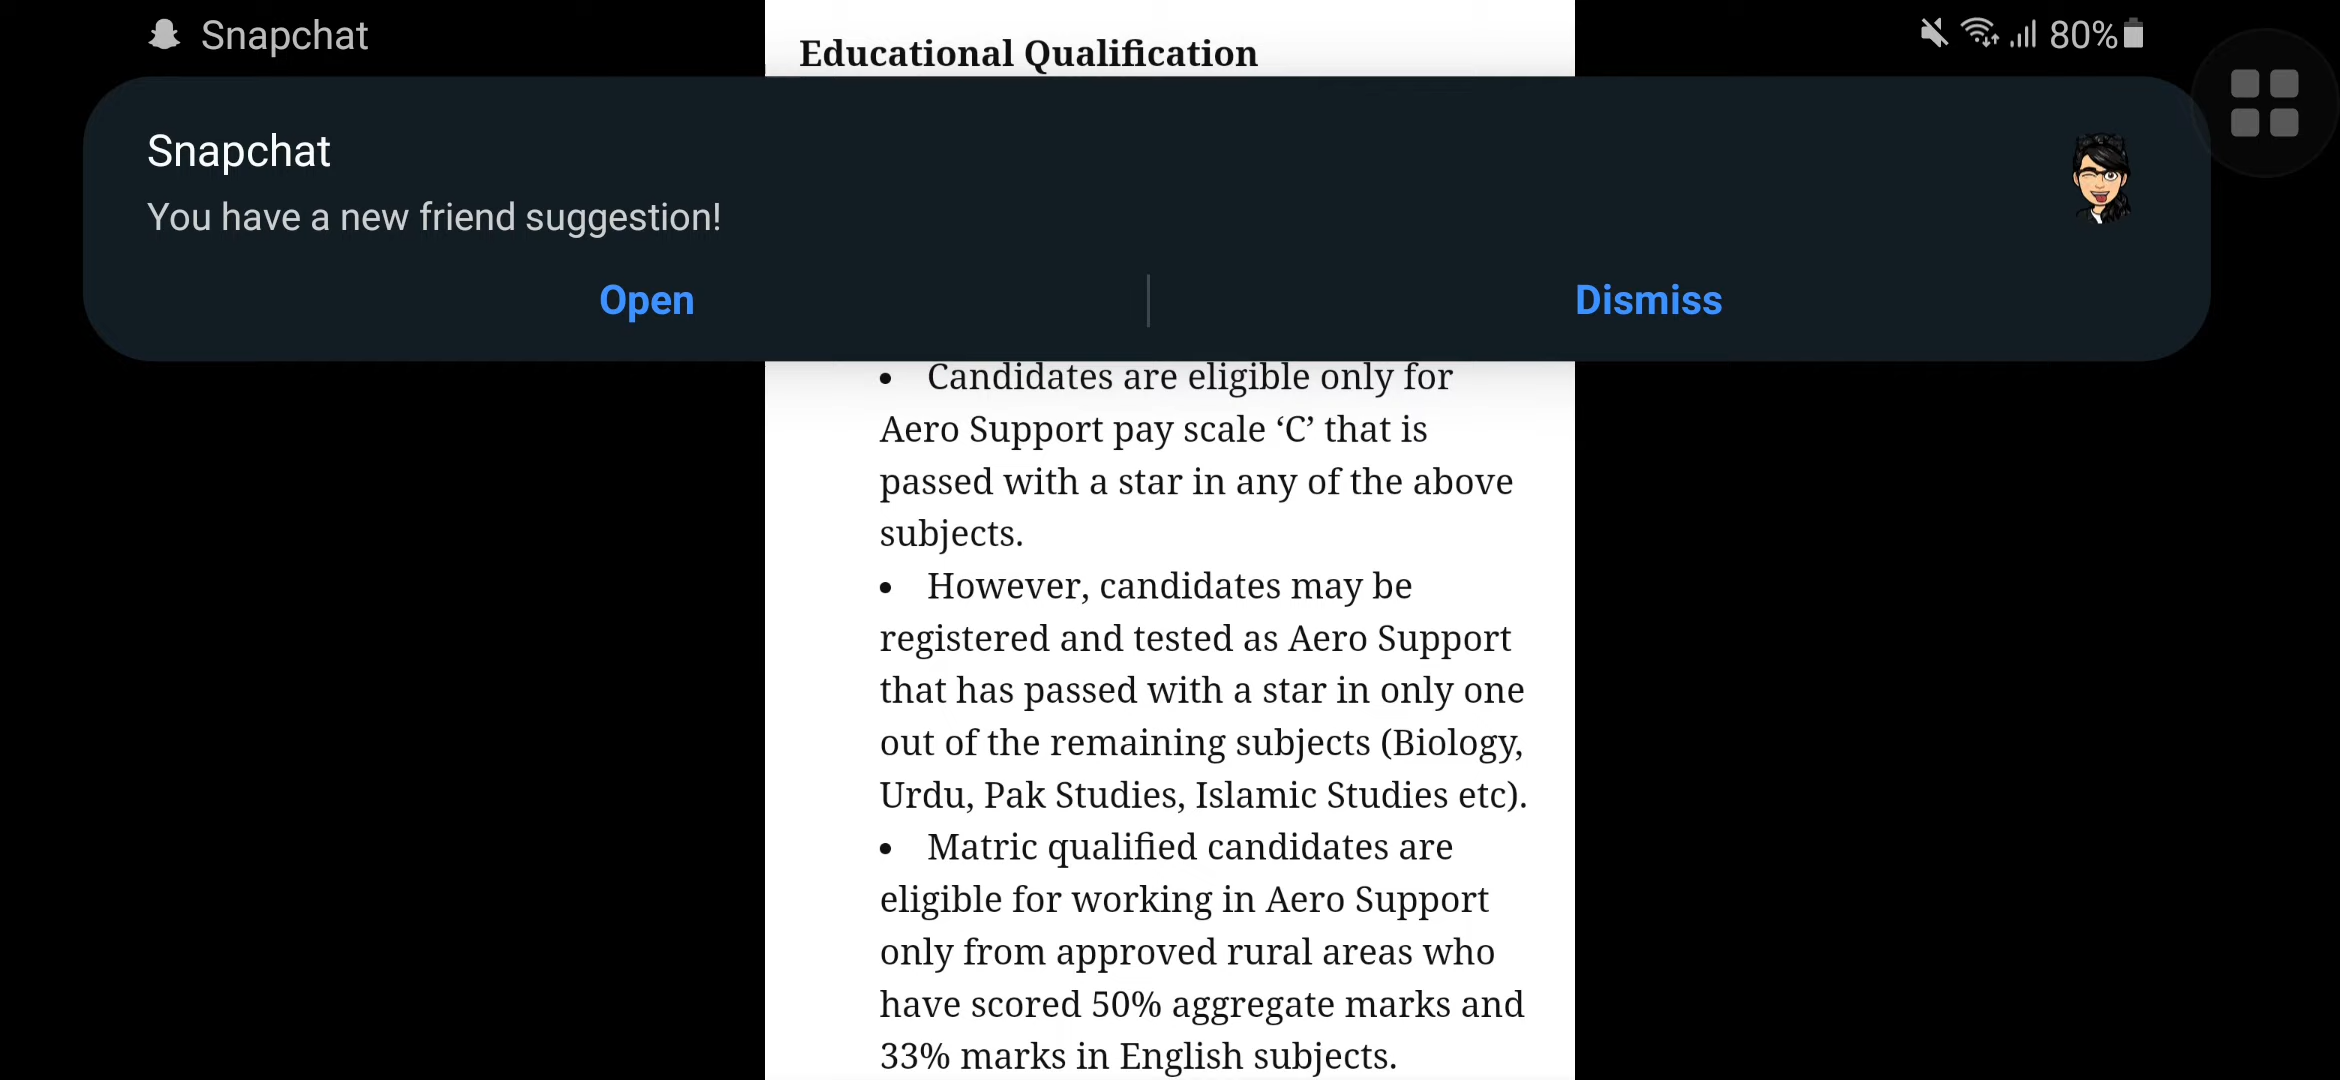 Snapchat
80%
Educational Qualification
Snapchat
You have a new friend suggestion!
Open
Dismiss
• Candidates are eligible only for
Aero Support pay scale ‘C’ that is
passed with a star in any of the above
subjects.
• However, candidates may be
registered and tested as Aero Support
that has passed with a star in only one
out of the remaining subjects (Biology,
Urdu, Pak Studies, Islamic Studies etc).
• Matric qualified candidates are
eligible for working in Aero Support
only from approved rural areas who
have scored 50% aggregate marks and
33% marks in English subjects.